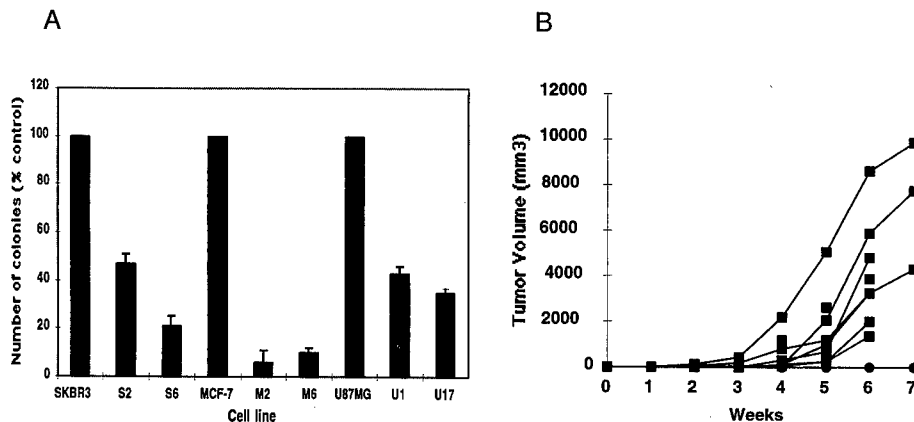 A
Number of colonies (% control)
120
100
80
60
40
20
0
SKBR3 S2 S6 MCF-7 M2 M6 U87MG U1 U17
Cell line
B
Tumor Volume (mm3)
12000
10000
8000
6000
4000
2000
0
0 1 2 3 4 5 6 7
Weeks